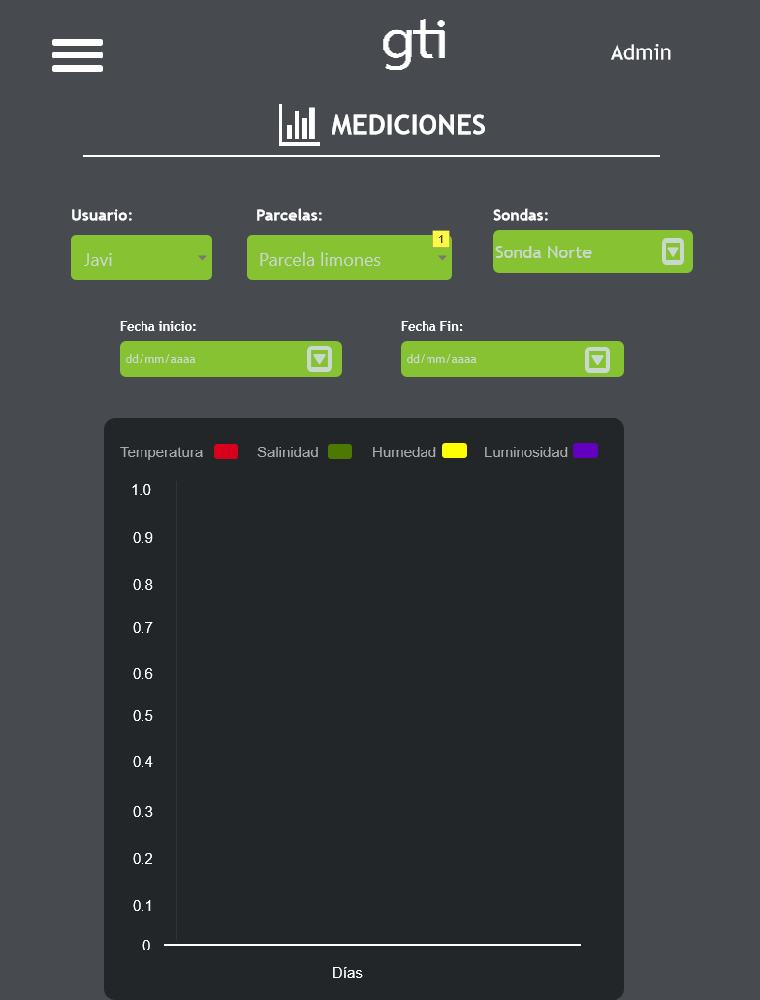 gti
Admin
MEDICIONES
Usuario: Parcelas: Sondas:
1
Javi Parcela limones Sonda Norte
Fecha inicio: Fecha Fin:
dd/mm/aaaa dd/mm/aaaa
Temperatura Salinidad Humedad Luminosidad
1.0
0.9
0.8
0.7
0.6
0.5
0.4
0.3
0.2
0.1
0
Días